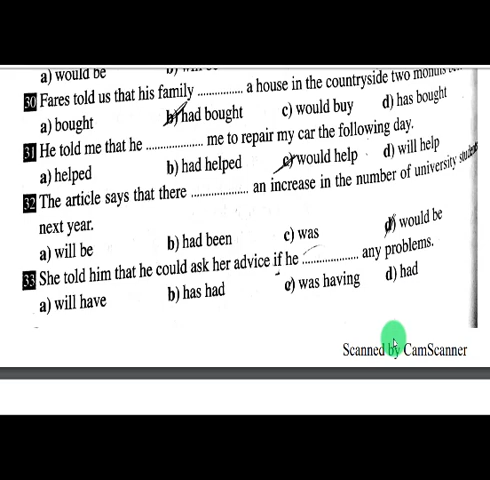 a) would be
30 Fares told us that his family ............... a house in the countryside two months
a) bought b) had bought c) would buy d) has bought
31 He told me that he ................... me to repair my car the following day.
a) helped b) had helped c) would help d) will help
32 The article says that there ................... an increase in the number of university students
next year.
a) will be b) had been c) was d) would be
33 She told him that he could ask her advice if he ................... any problems.
a) will have b) has had c) was having d) had
Scanned by CamScanner